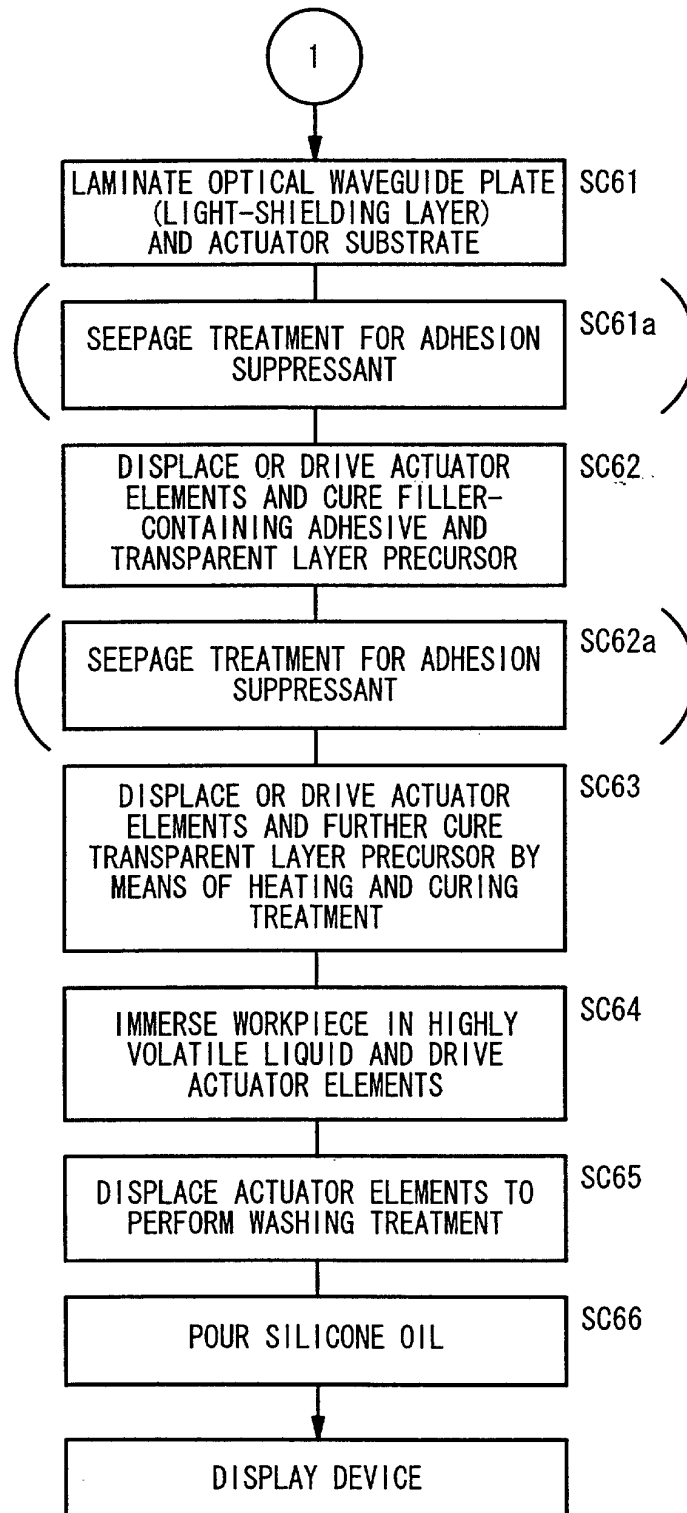 1
LAMINATE OPTICAL WAVEGUIDE PLATE
(LIGHT-SHIELDING LAYER)
AND ACTUATOR SUBSTRATE
SC61
SEEPAGE TREATMENT FOR ADHESION
SUPPRESSANT
SC61a
DISPLACE OR DRIVE ACTUATOR
ELEMENTS AND CURE FILLER-
CONTAINING ADHESIVE AND
TRANSPARENT LAYER PRECURSOR
SC62
SEEPAGE TREATMENT FOR ADHESION
SUPPRESSANT
SC62a
DISPLACE OR DRIVE ACTUATOR
ELEMENTS AND FURTHER CURE
TRANSPARENT LAYER PRECURSOR BY
MEANS OF HEATING AND CURING
TREATMENT
SC63
IMMERSE WORKPIECE IN HIGHLY
VOLATILE LIQUID AND DRIVE
ACTUATOR ELEMENTS
SC64
DISPLACE ACTUATOR ELEMENTS TO
PERFORM WASHING TREATMENT
SC65
POUR SILICONE OIL
SC66
DISPLAY DEVICE